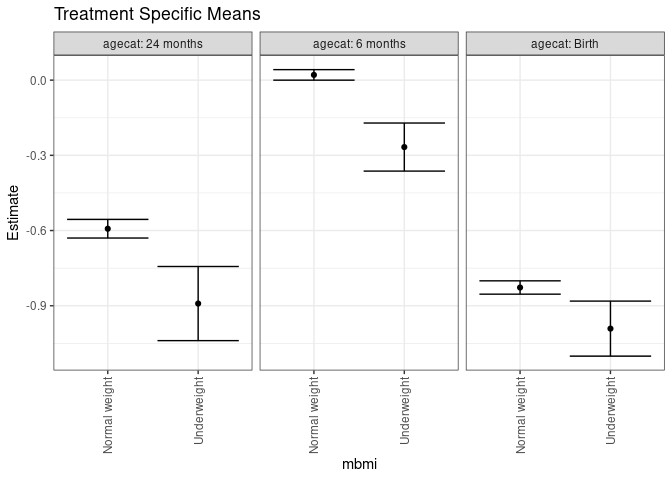 Treatment Specific Means
agecat: 24 months
agecat: 6 months
agecat: Birth
Estimate
0.0
-0.3
-0.6
-0.9
Normal weight
Underweight
Normal weight
Underweight
Normal weight
Underweight
mbmi